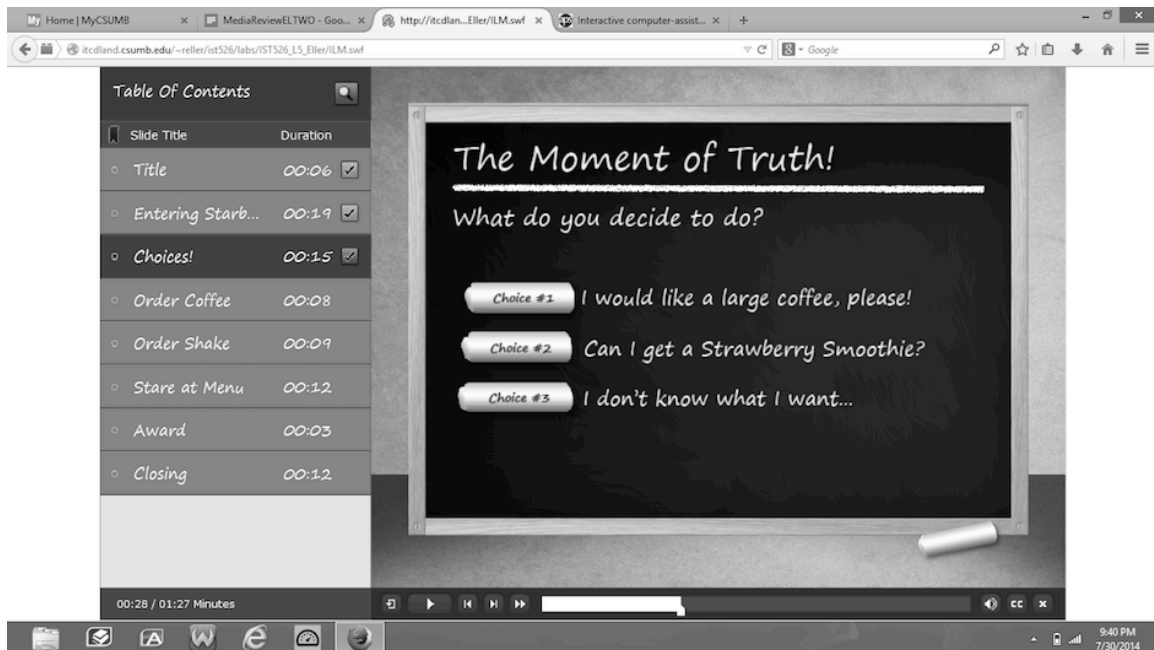 My Home | MyCSUMB
MediaReviewELTWO - Goo...
http://itcdlan...Eller/ILM.swf
Interactive computer-assist...
itcdland.csumb.edu/~reller/ist526/labs/IST526_L5_Eller/ILM.swf
8 Google
Table Of Contents
Slide Title Duration
Title 00:06
Entering Starb... 00:19
Choices! 00:15
Order Coffee 00:08
Order Shake 00:09
Stare at Menu 00:12
Award 00:03
Closing 00:12
00:28 / 01:27 Minutes
The Moment of Truth!
What do you decide to do?
Choice #1 I would like a large coffee, please!
Choice #2 Can I get a Strawberry Smoothie?
Choice #3 I don't know what I want...
CC
9:40 PM
7/30/2014